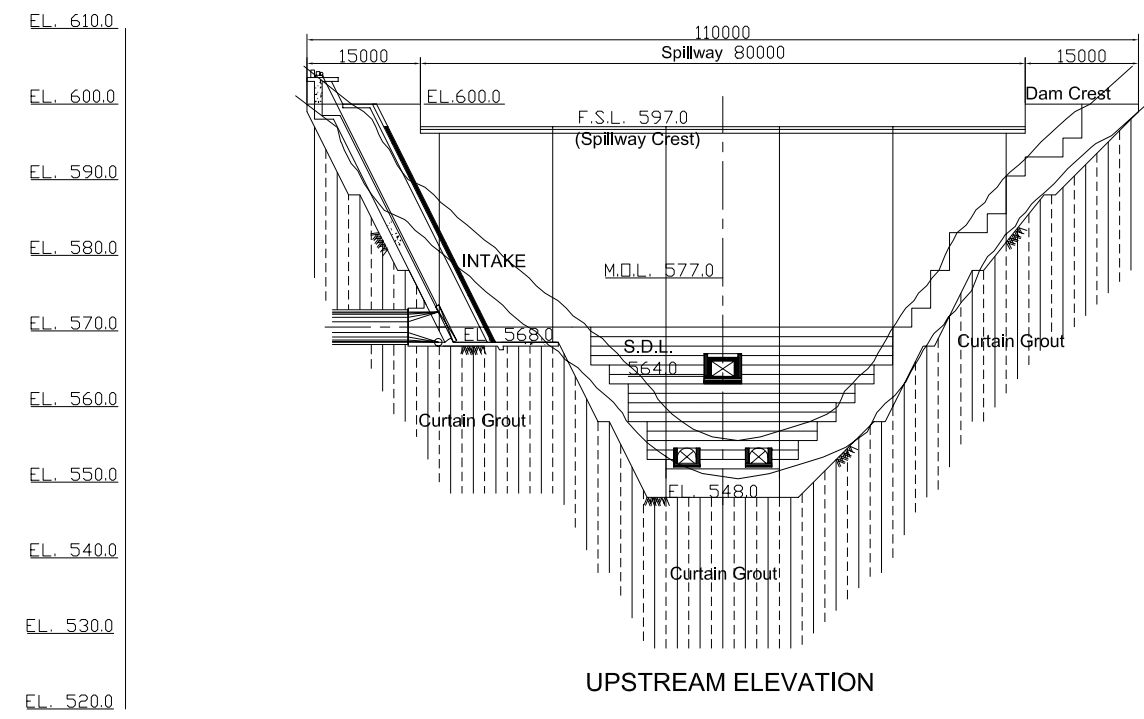 EL. 610.0
110000
15000
Spillway 80000
15000
EL. 600.0
EL.600.0
Dam Crest
F.S.L. 597.0
(Spillway Crest)
EL. 590.0
EL. 580.0
INTAKE
M.O.L. 577.0
EL. 570.0
EL. 568.0
S.D.L.
564.0
Curtain Grout
EL. 560.0
Curtain Grout
EL. 550.0
EL. 548.0
EL. 540.0
Curtain Grout
EL. 530.0
UPSTREAM ELEVATION
EL. 520.0